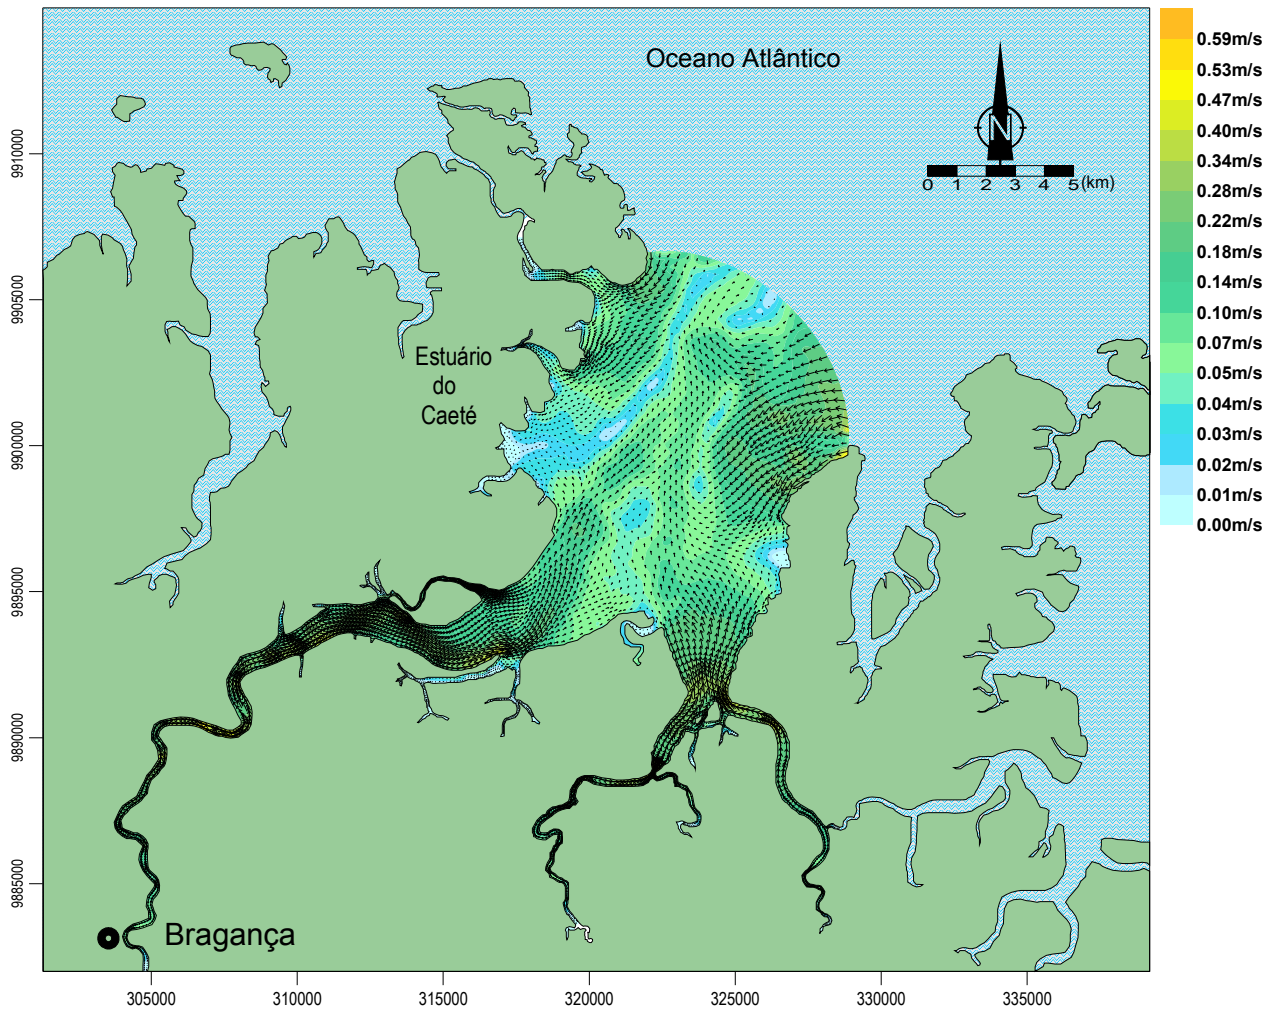 Oceano Atlântico
N
0 1 2 3 4 5 (km)
0.59m/s
0.53m/s
0.47m/s
0.40m/s
0.34m/s
0.28m/s
0.22m/s
0.18m/s
0.14m/s
0.10m/s
0.07m/s
0.05m/s
0.04m/s
0.03m/s
0.02m/s
0.01m/s
0.00m/s
9910000
9905000
9900000
9895000
9890000
9885000
Estuário
do
Caeté
Bragança
305000 310000 315000 320000 325000 330000 335000